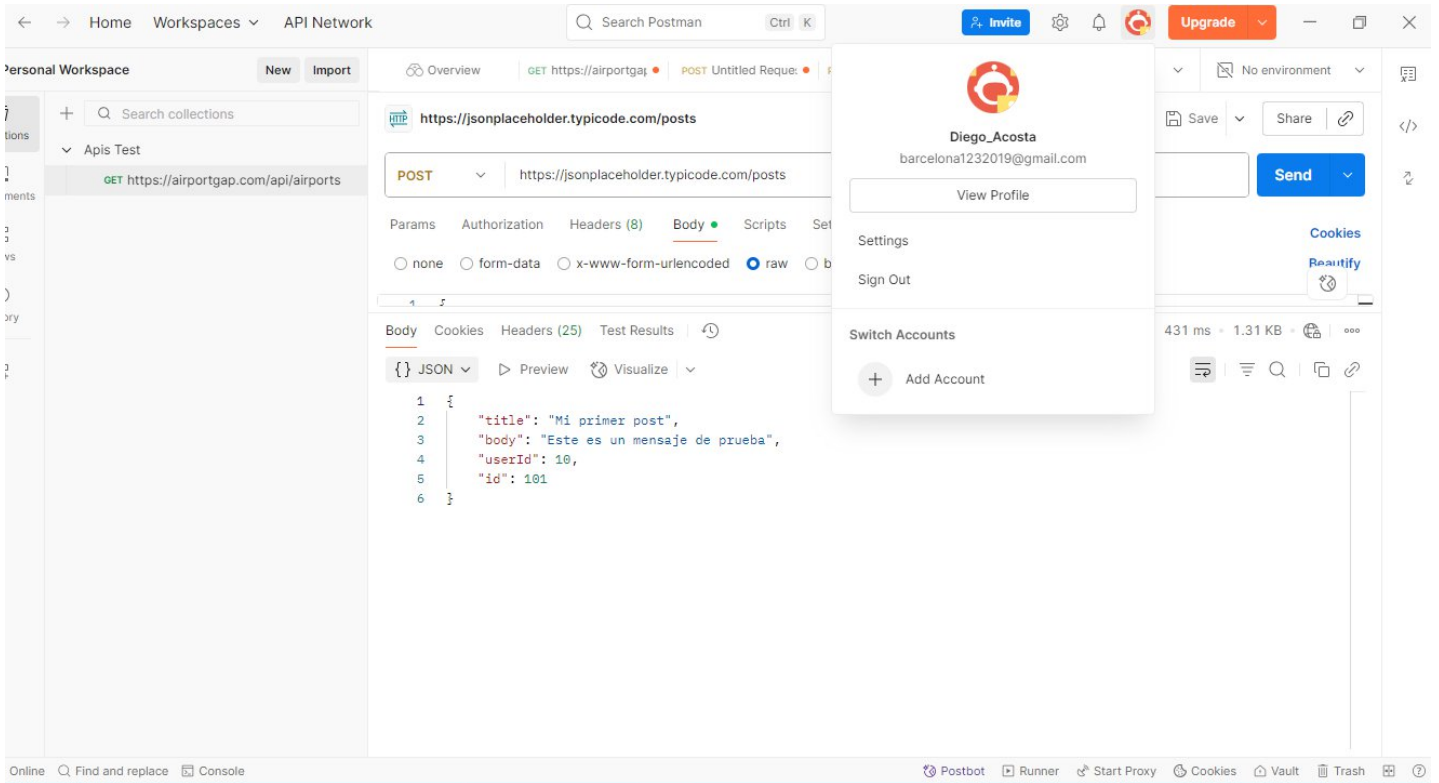 Home Workspaces API Network Search Postman Ctrl K Invite Upgrade
Personal Workspace New Import Overview GET https://airportgap POST Untitled Reques No environment
Search collections
https://jsonplaceholder.typicode.com/posts Save Share
Apis Test
GET https://airportgap.com/api/airports
POST https://jsonplaceholder.typicode.com/posts Send
Diego_Acosta
barcelona1232019@gmail.com
View Profile
Settings
Sign Out
Switch Accounts
Add Account
Params Authorization Headers (8) Body Scripts Set Cookies
none form-data x-www-form-urlencoded raw b Beautify
1 {
Body Cookies Headers (25) Test Results 431 ms 1.31 KB
{} JSON Preview Visualize
1 {
2 "title": "Mi primer post",
3 "body": "Este es un mensaje de prueba",
4 "userId": 10,
5 "id": 101
6 }
Online Find and replace Console Postbot Runner Start Proxy Cookies Vault Trash